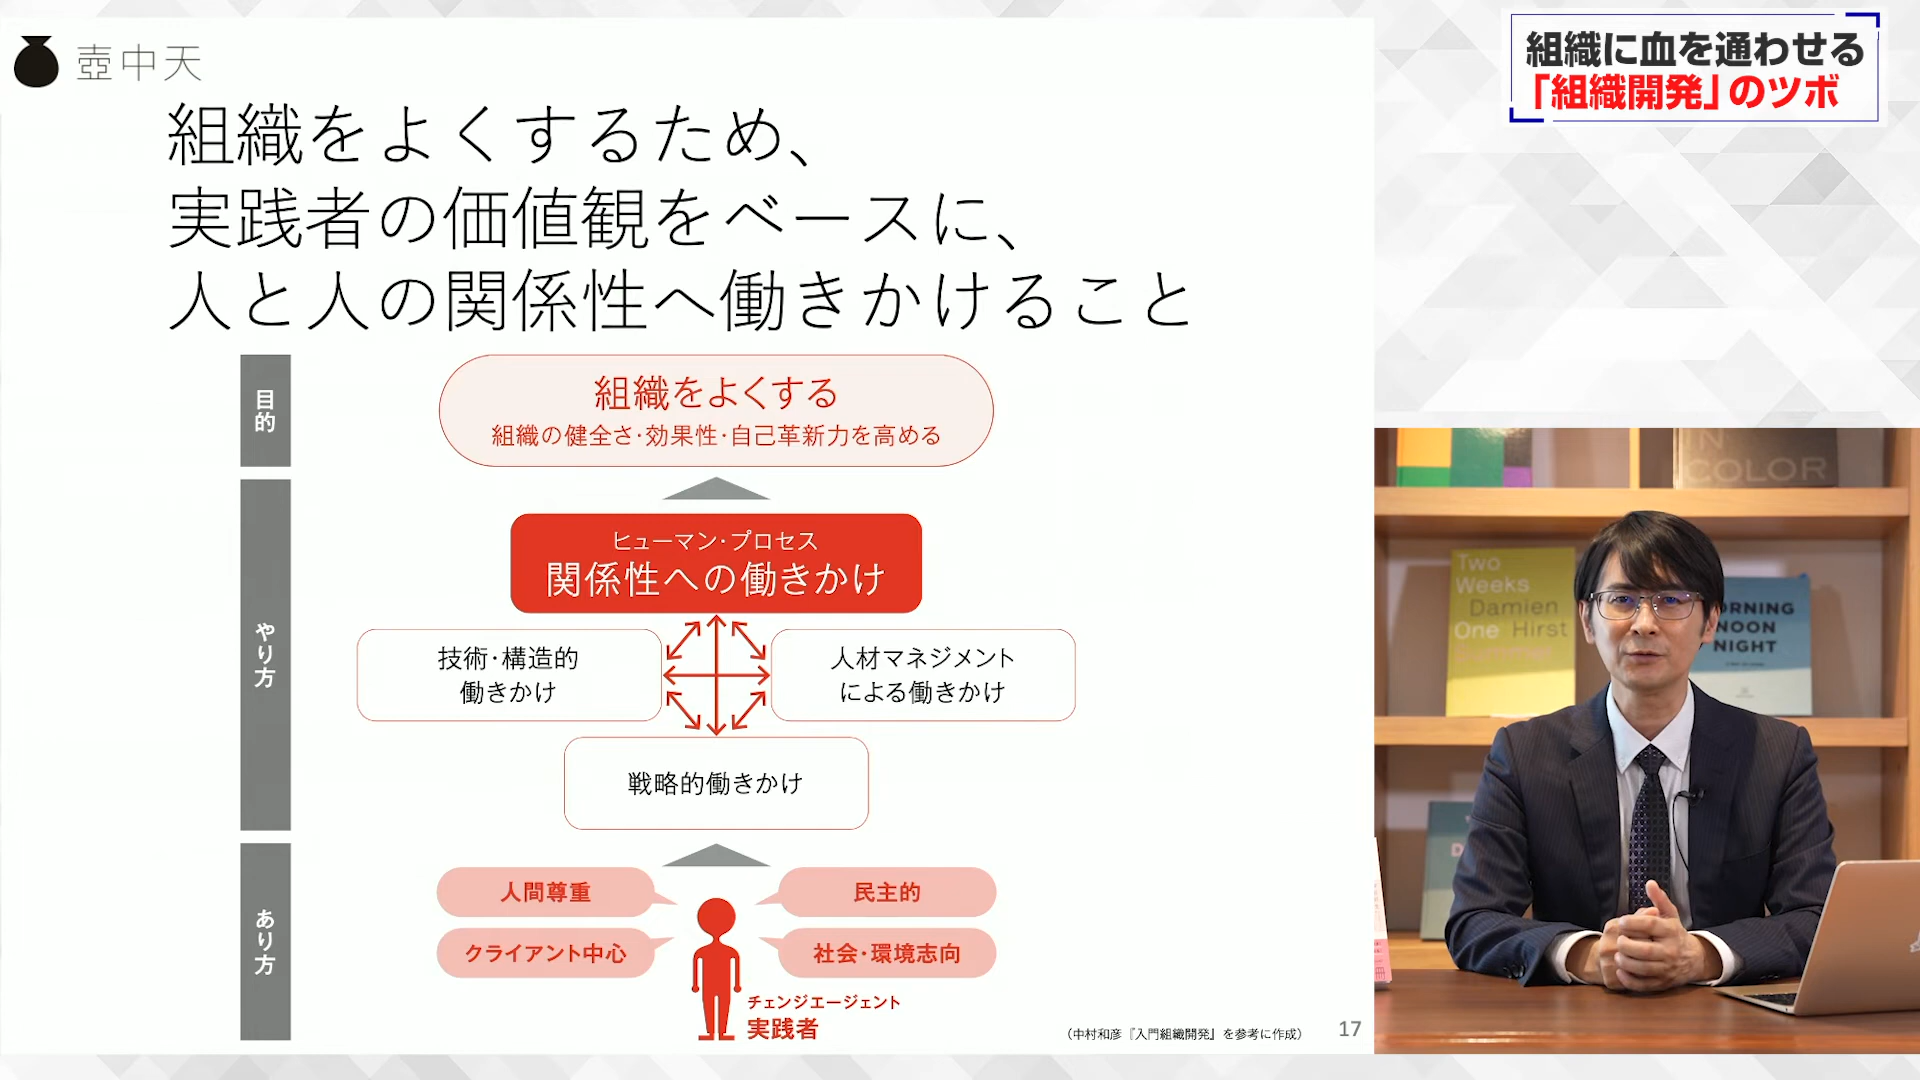 壺中天
組織に血を通わせる
「組織開発」のツボ
組織をよくするため、
実践者の価値観をベースに、
人と人の関係性へ働きかけること
目的
組織をよくする
組織の健全さ・効果性・自己革新力を高める
やり方
ヒューマン・プロセス
関係性への働きかけ
技術・構造的
働きかけ
人材マネジメント
による働きかけ
戦略的働きかけ
あり方
人間尊重
民主的
クライアント中心
社会・環境志向
チェンジエージェント
実践者
（中村和彦『入門組織開発』を参考に作成）
17
IN
COLOR
Two
Weeks
Damien
One Hirst
Summer
ORNING
NOON
NIGHT